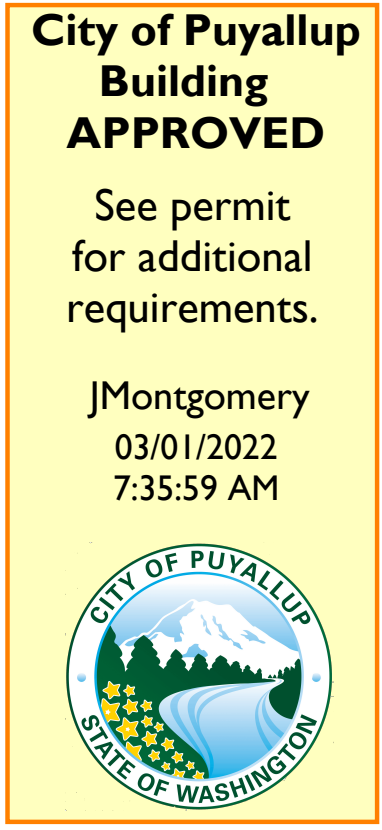 City of Puyallup
Building
APPROVED
See permit
for additional
requirements.
JMontgomery
03/01/2022
7:35:59 AM
CITY OF PUYALLUP
STATE OF WASHINGTON